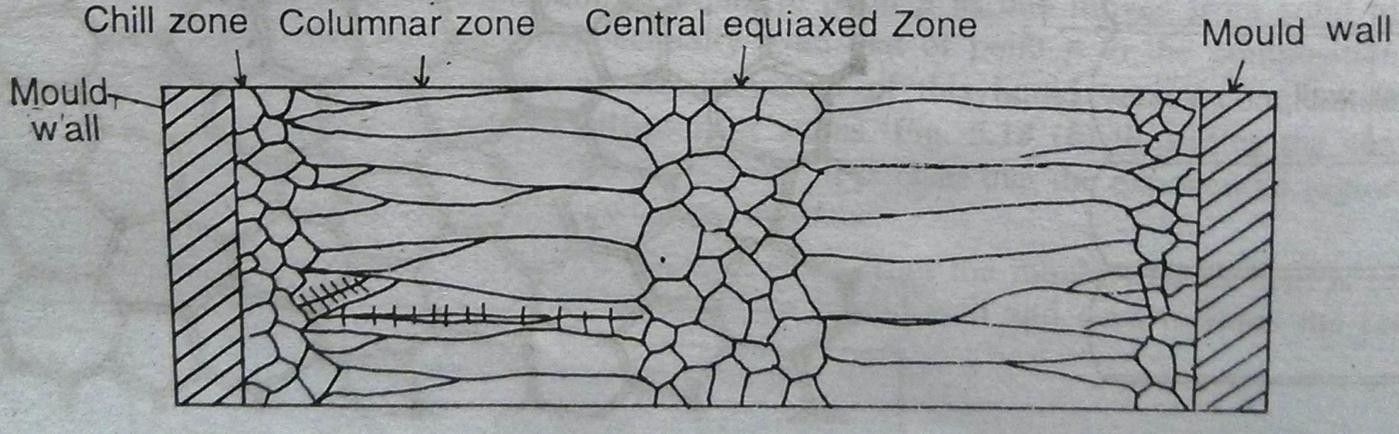 Chill zone
Columnar zone
Central equiaxed Zone
Mould wall
Mould
wall